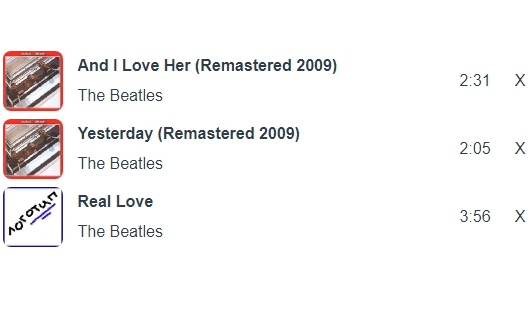 And I Love Her (Remastered 2009)
The Beatles
2:31 X
Yesterday (Remastered 2009)
The Beatles
2:05 X
Real Love
The Beatles
3:56 X